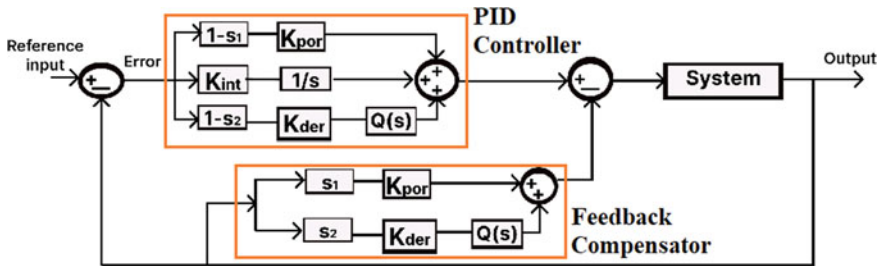 PID
Controller
Reference
input
Error
1-s₁
Kpor
Kint
1/s
1-s₂
Kder
Q(s)
+
+
+
+
−
+
−
System
Output
s₁
Kpor
s₂
Kder
Q(s)
+
+
Feedback
Compensator